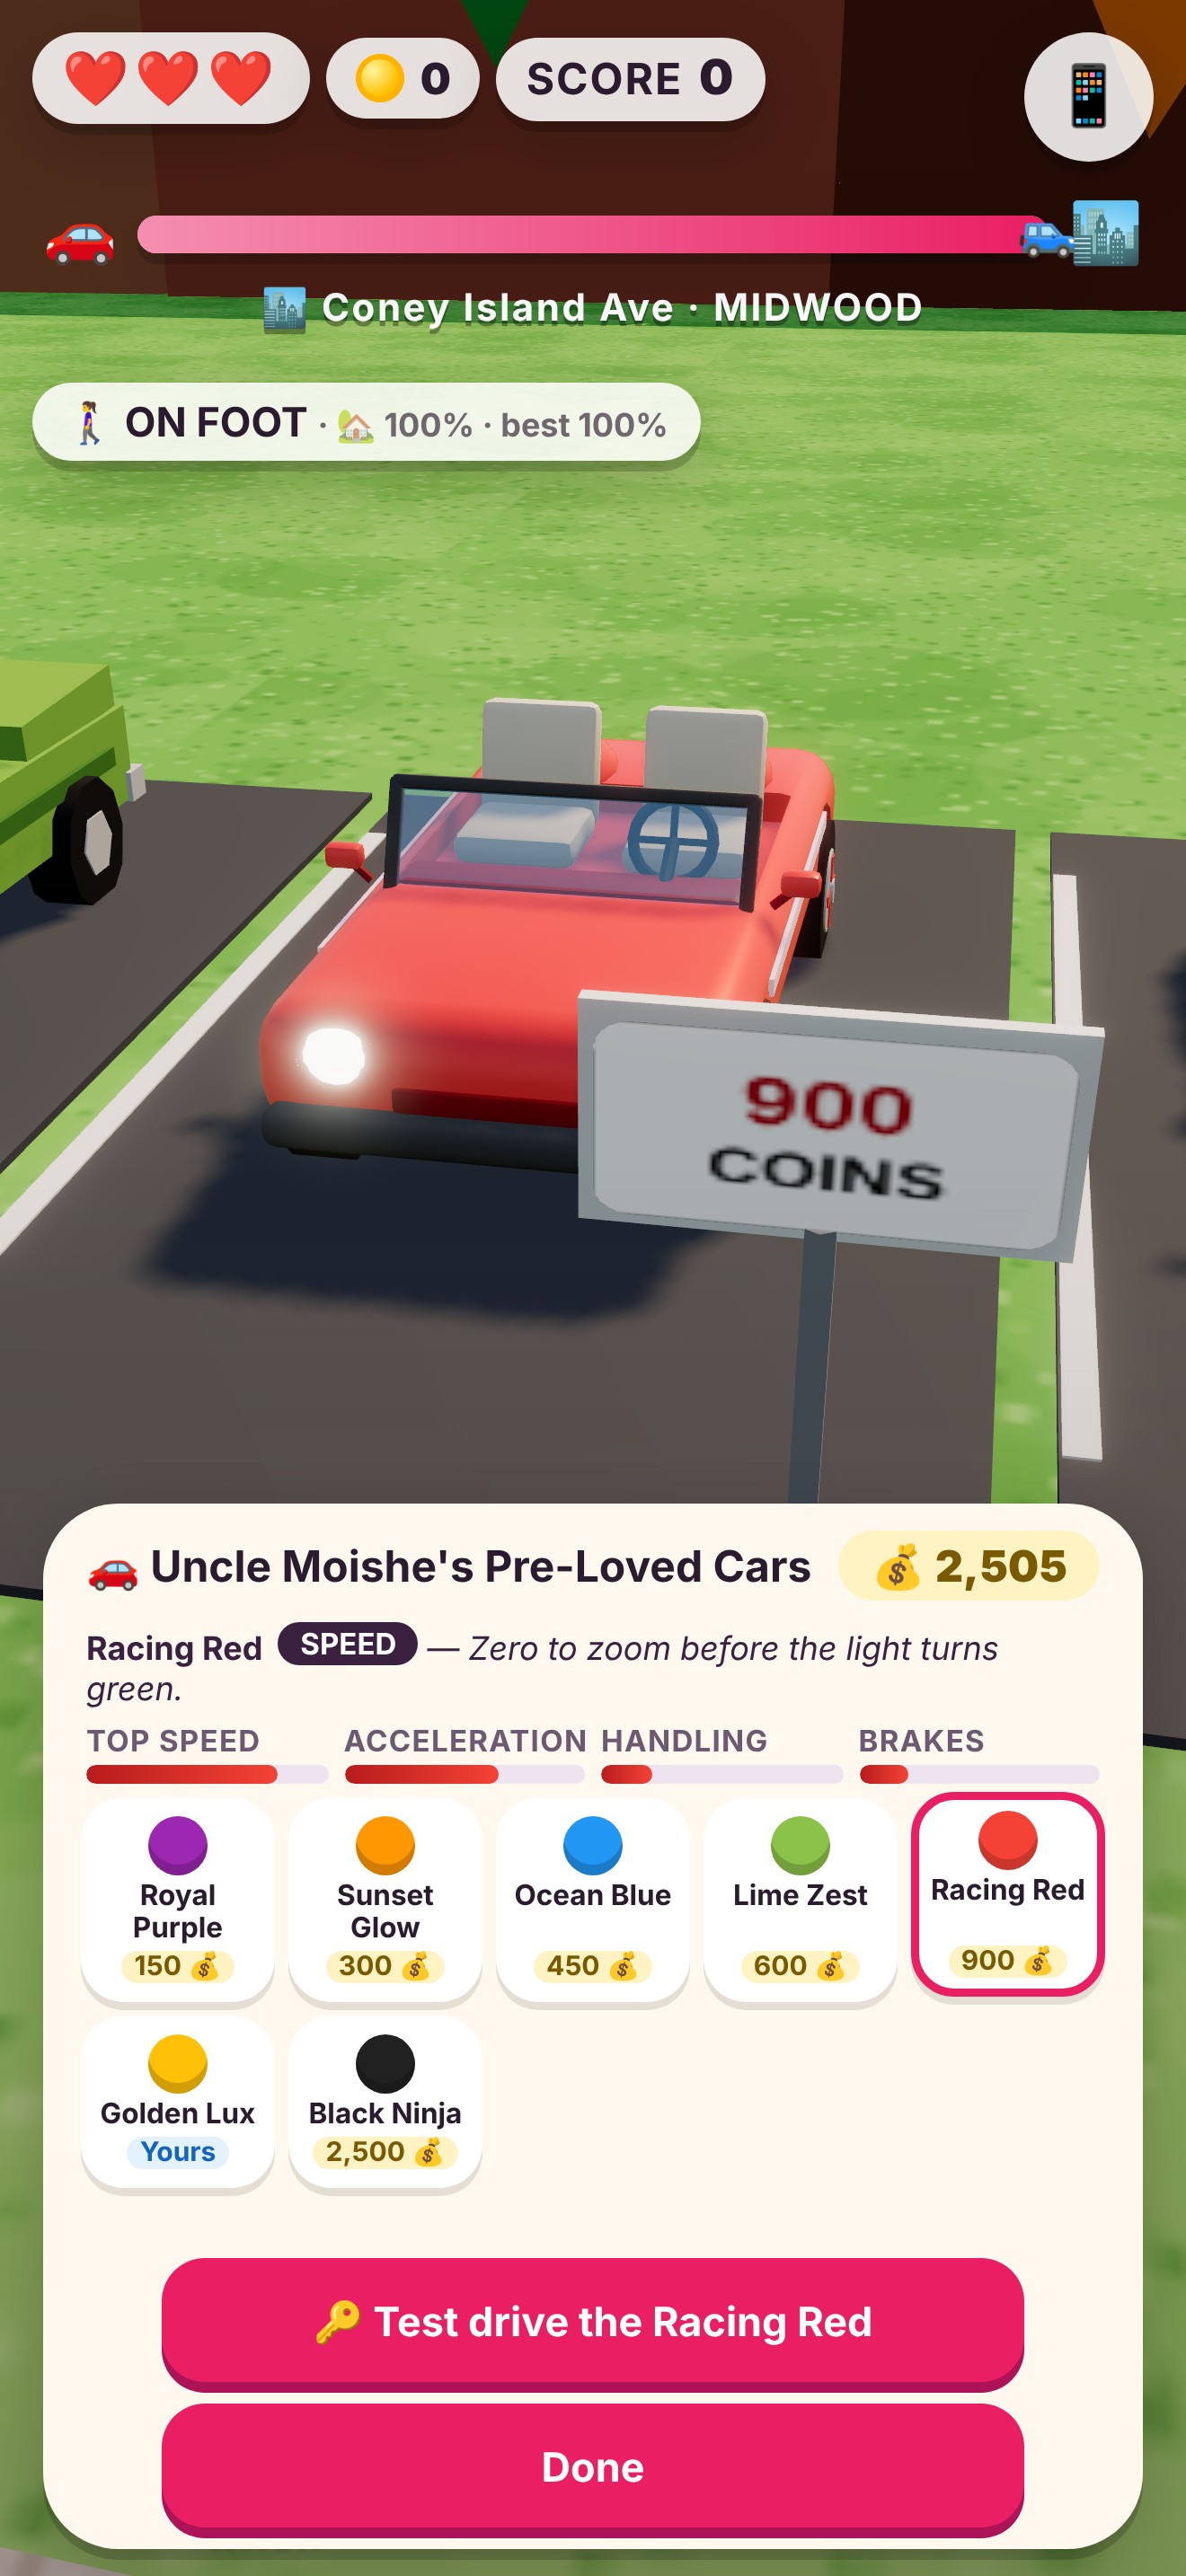 0
SCORE 0
Coney Island Ave · MIDWOOD
ON FOOT · 100% · best 100%
900
COINS
Uncle Moishe's Pre-Loved Cars
2,505
Racing Red SPEED — Zero to zoom before the light turns
green.
TOP SPEED
ACCELERATION
HANDLING
BRAKES
Royal
Purple
150
Sunset
Glow
300
Ocean Blue
450
Lime Zest
600
Racing Red
900
Golden Lux
Yours
Black Ninja
2,500
Test drive the Racing Red
Done